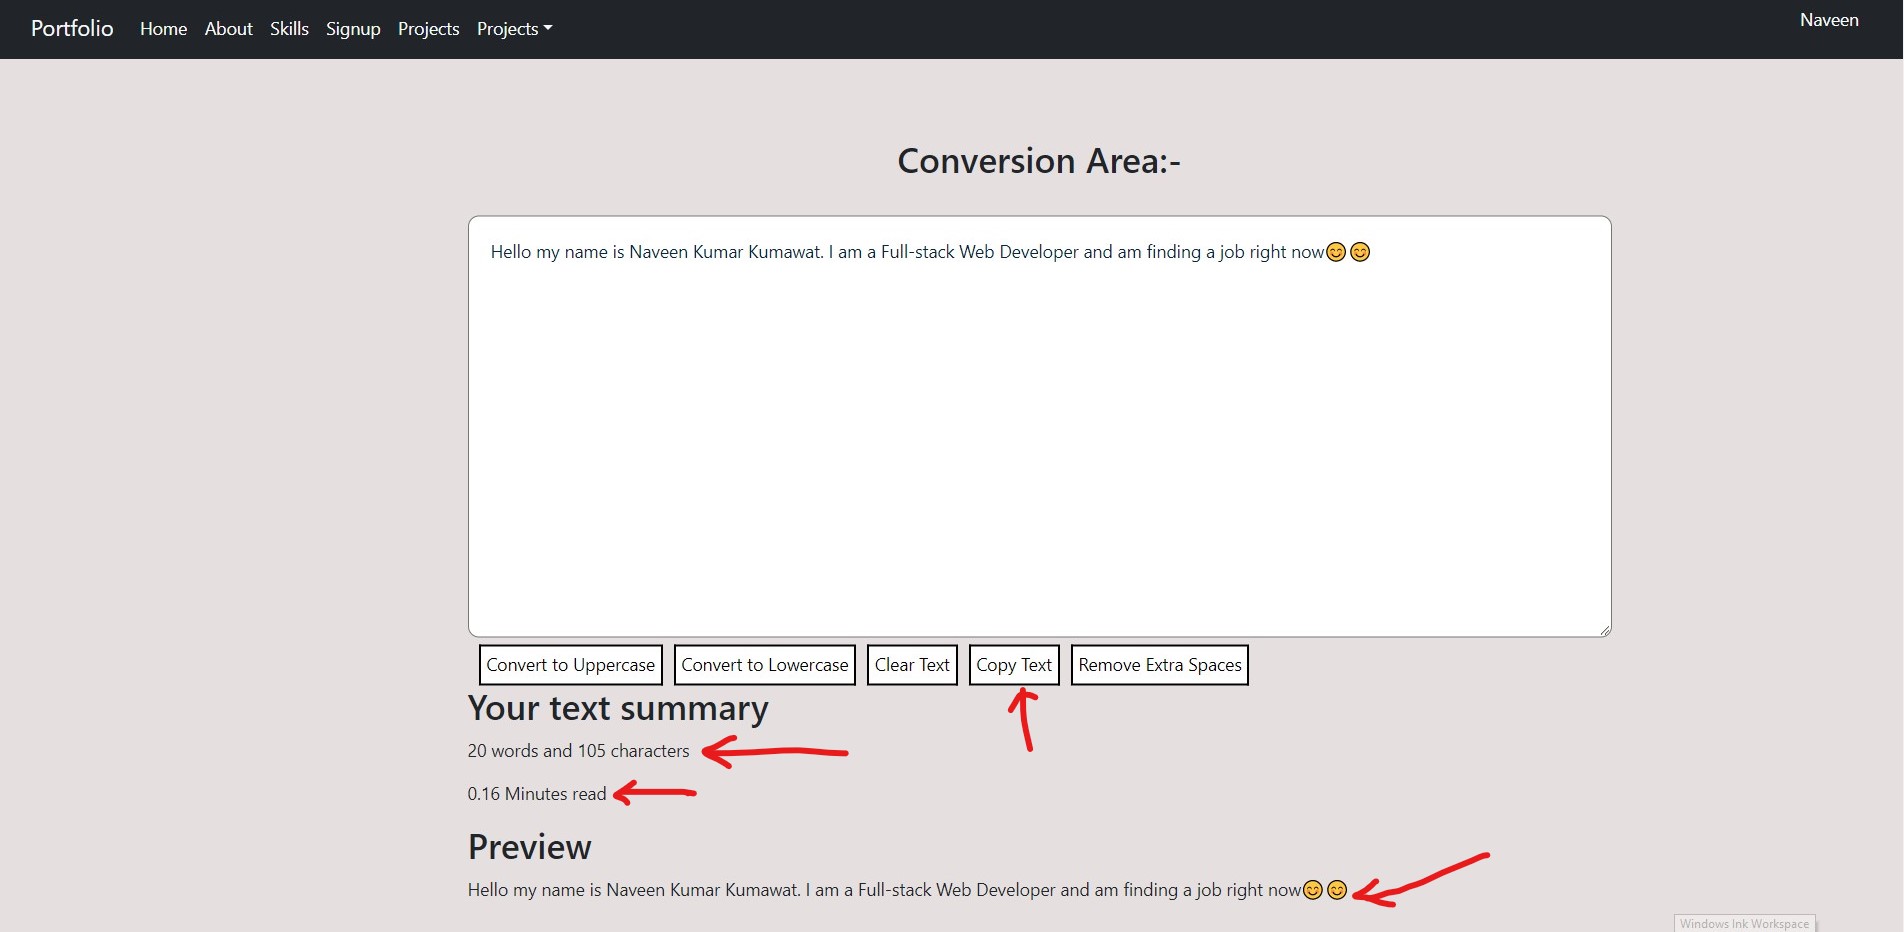 Portfolio Home About Skills Signup Projects Projects Naveen
Conversion Area:-
Hello my name is Naveen Kumar Kumawat. I am a Full-stack Web Developer and am finding a job right now😊😊
Convert to Uppercase Convert to Lowercase Clear Text Copy Text Remove Extra Spaces
Your text summary
20 words and 105 characters
0.16 Minutes read
Preview
Hello my name is Naveen Kumar Kumawat. I am a Full-stack Web Developer and am finding a job right now😊😊
Windows Ink Workspace